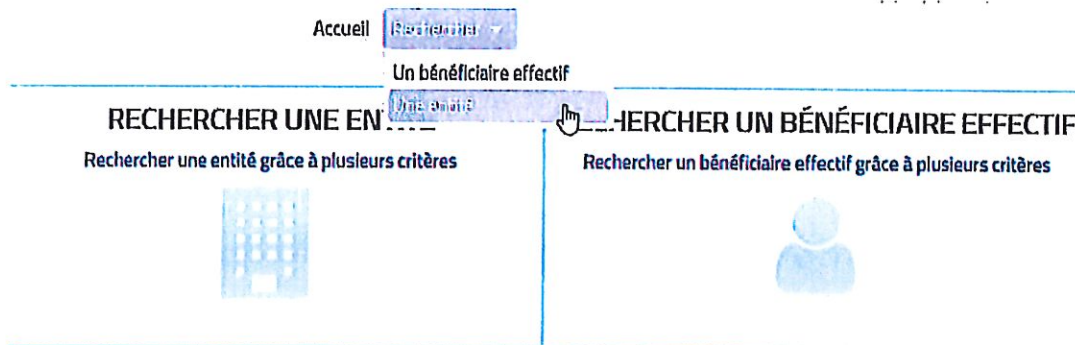 Accueil Rechercher
Un bénéficiaire effectif
Une entité
RECHERCHER UNE EN
HERCHER UN BÉNÉFICIAIRE EFFECTIF
Rechercher une entité grâce à plusieurs critères
Rechercher un bénéficiaire effectif grâce à plusieurs critères